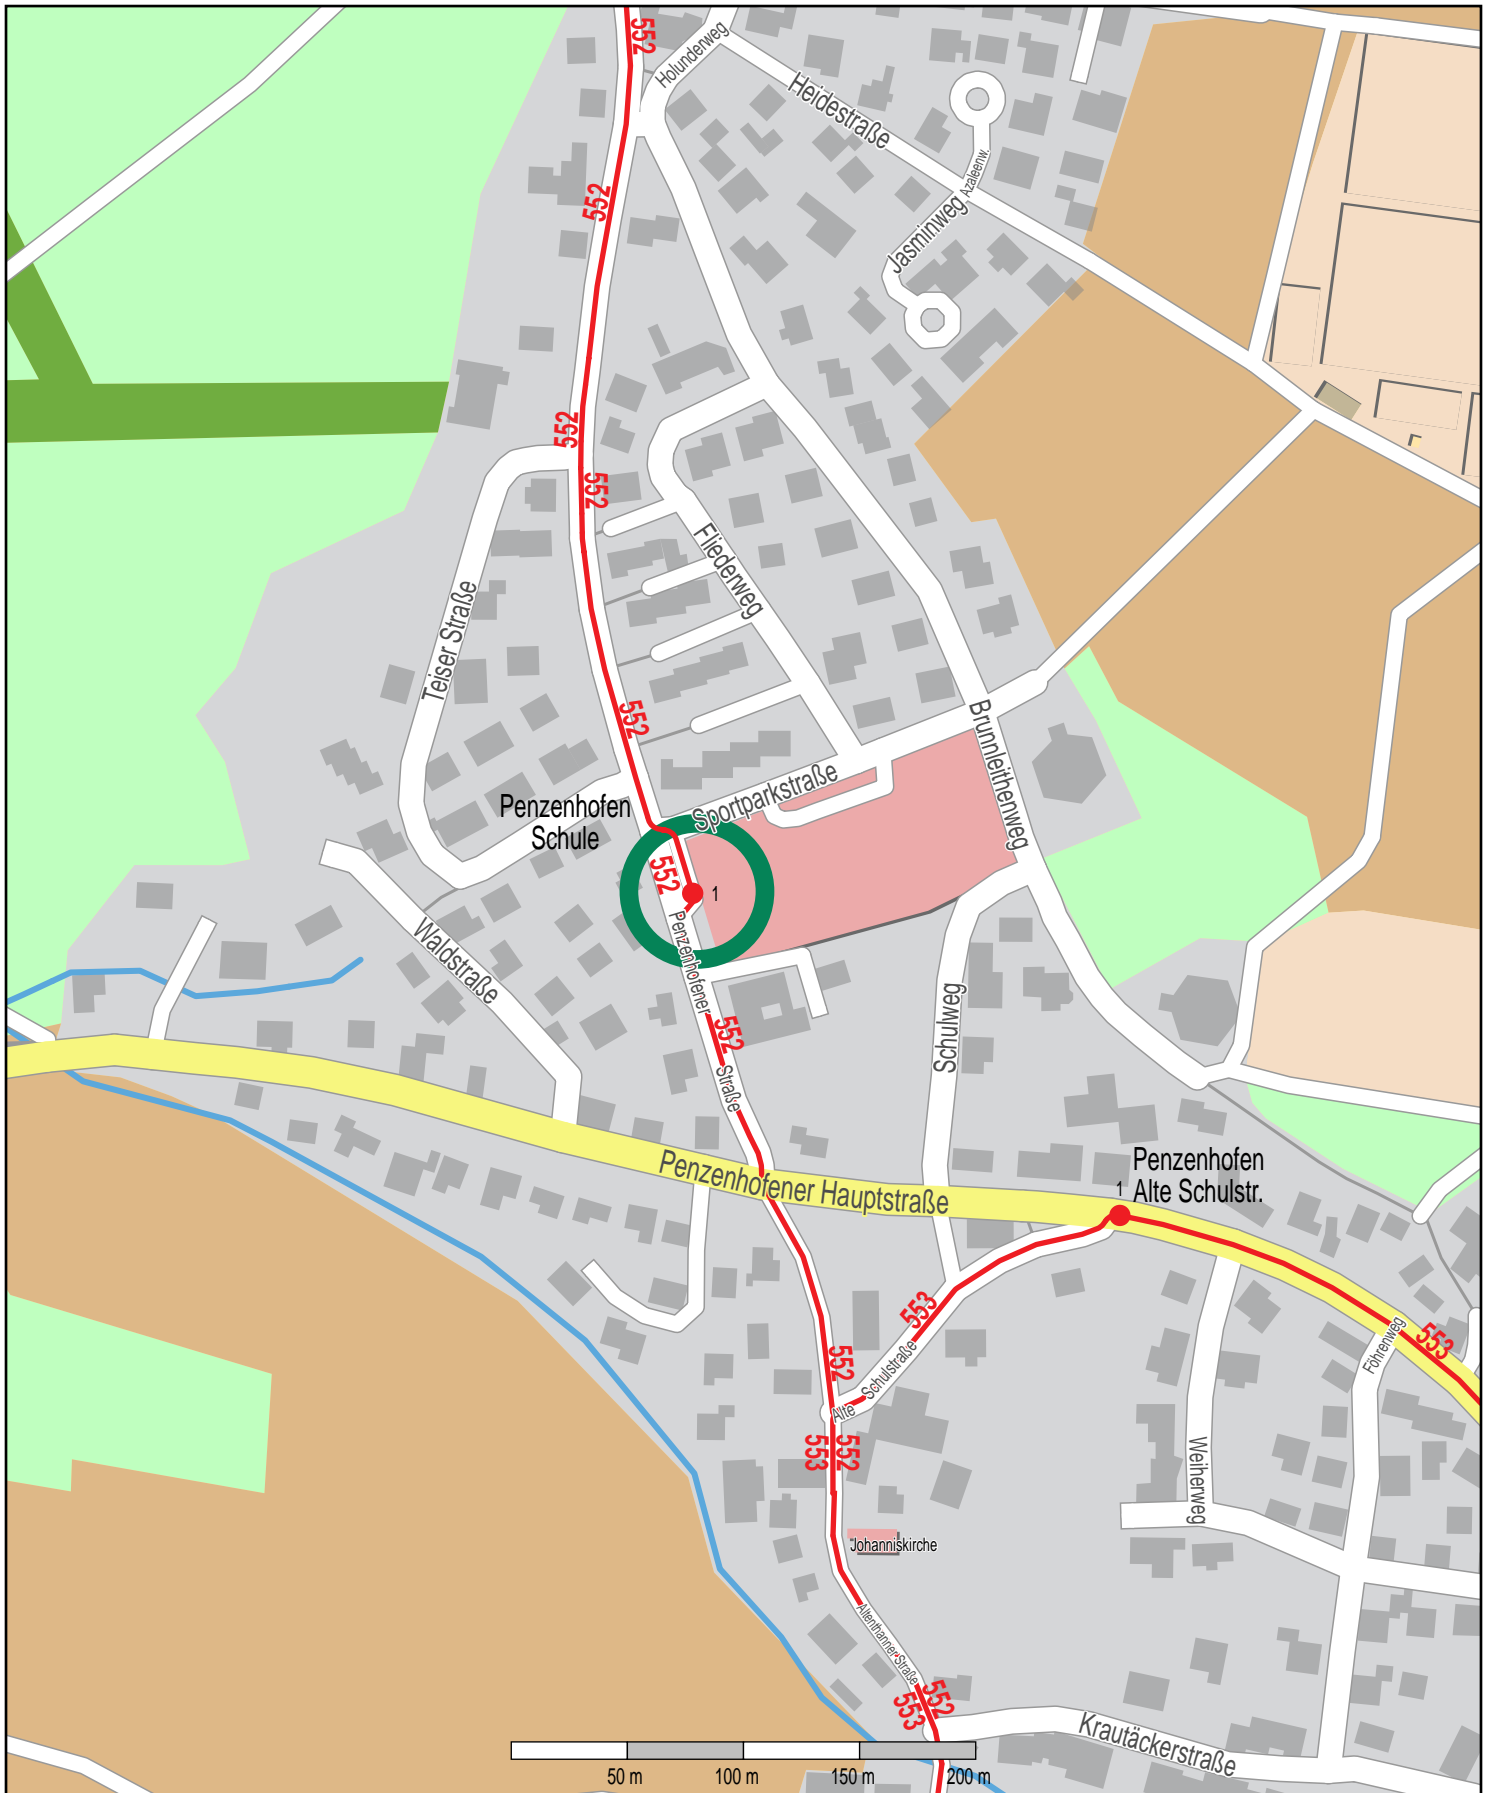 552
Holunderweg
Heidestraße
Azaleenw.
552
Jasminweg
552
552
Fliederweg
Teiser Straße
552
Brunnleithenweg
Sportparkstraße
Penzenhofen
Schule
552
1
Waldstraße
Penzenhofener
Straße
552
Schulweg
Penzenhofener Hauptstraße
Penzenhofen
Alte Schulstr.
1
553
553
Föhrenweg
552
Alte Schulstraße
553
552
Weiherweg
Johanniskirche
Altenthanner Straße
552
553
Krautäckerstraße
50 m
100 m
150 m
200 m